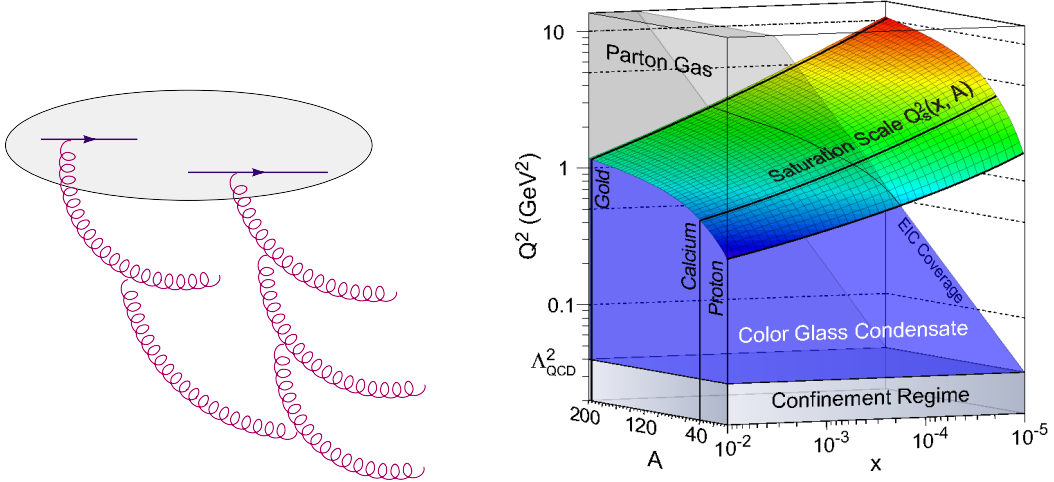 10
1
0.1
Λ²QCD
Q² (GeV²)
Parton Gas
Saturation Scale Q²s(x, A)
Gold
Calcium
Proton
EIC Coverage
Color Glass Condensate
Confinement Regime
200
120
40
A
10⁻²
10⁻³
10⁻⁴
10⁻⁵
x